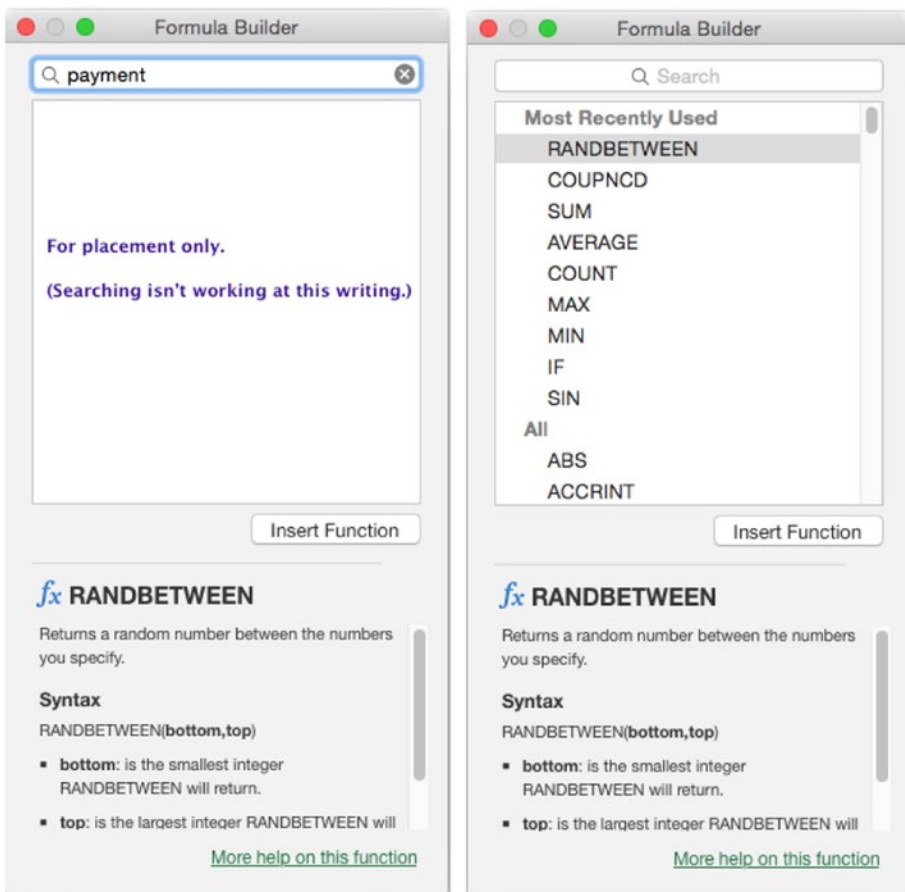 Formula Builder
payment
For placement only.
(Searching isn't working at this writing.)
Insert Function
fx RANDBETWEEN
Returns a random number between the numbers
you specify.
Syntax
RANDBETWEEN(bottom,top)
▪ bottom: is the smallest integer
RANDBETWEEN will return.
▪ top: is the largest integer RANDBETWEEN will
More help on this function
Formula Builder
Search
Most Recently Used
RANDBETWEEN
COUPNCD
SUM
AVERAGE
COUNT
MAX
MIN
IF
SIN
All
ABS
ACCRINT
Insert Function
fx RANDBETWEEN
Returns a random number between the numbers
you specify.
Syntax
RANDBETWEEN(bottom,top)
▪ bottom: is the smallest integer
RANDBETWEEN will return.
▪ top: is the largest integer RANDBETWEEN will
More help on this function